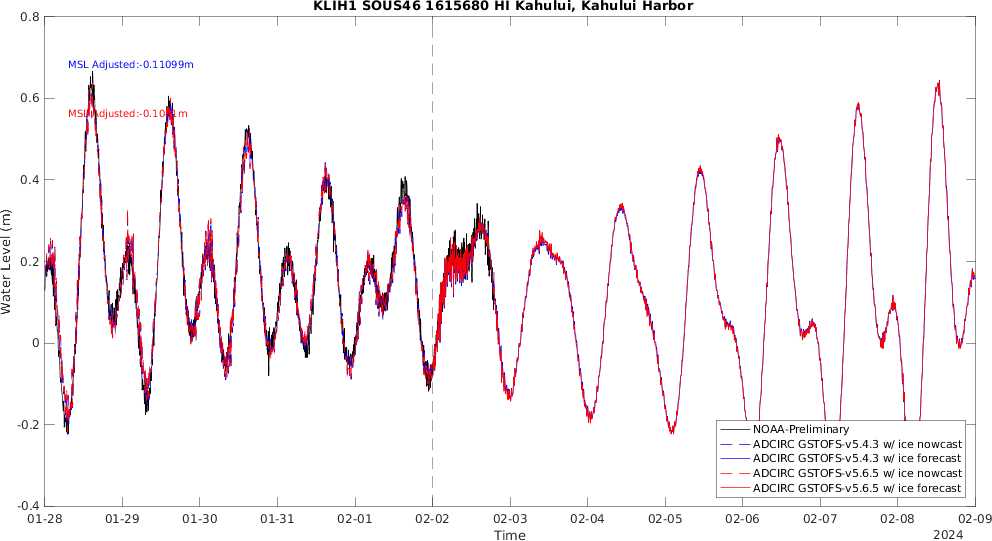 KLIH1 SOUS46 1615680 HI Kahului, Kahului Harbor
0.8
0.6
0.4
0.2
0
-0.2
-0.4
Water Level (m)
MSL Adjusted:-0.11099m
MSL Adjusted:
NOAA-Preliminary
ADCIRC GSTOFS-v5.4.3 w/ ice nowcast
ADCIRC GSTOFS-v5.4.3 w/ ice forecast
ADCIRC GSTOFS-v5.6.5 w/ ice nowcast
ADCIRC GSTOFS-v5.6.5 w/ ice forecast
01-28 01-29 01-30 01-31 02-01 02-02 02-03 02-04 02-05 02-06 02-07 02-08 02-09
Time
2024